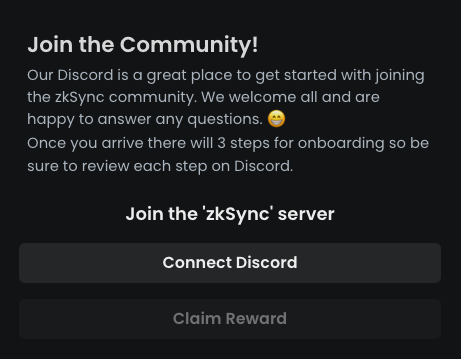 Join the Community!
Our Discord is a great place to get started with joining
the zkSync community. We welcome all and are
happy to answer any questions. 😁
Once you arrive there will 3 steps for onboarding so be
sure to review each step on Discord.
Join the 'zkSync' server
Connect Discord
Claim Reward